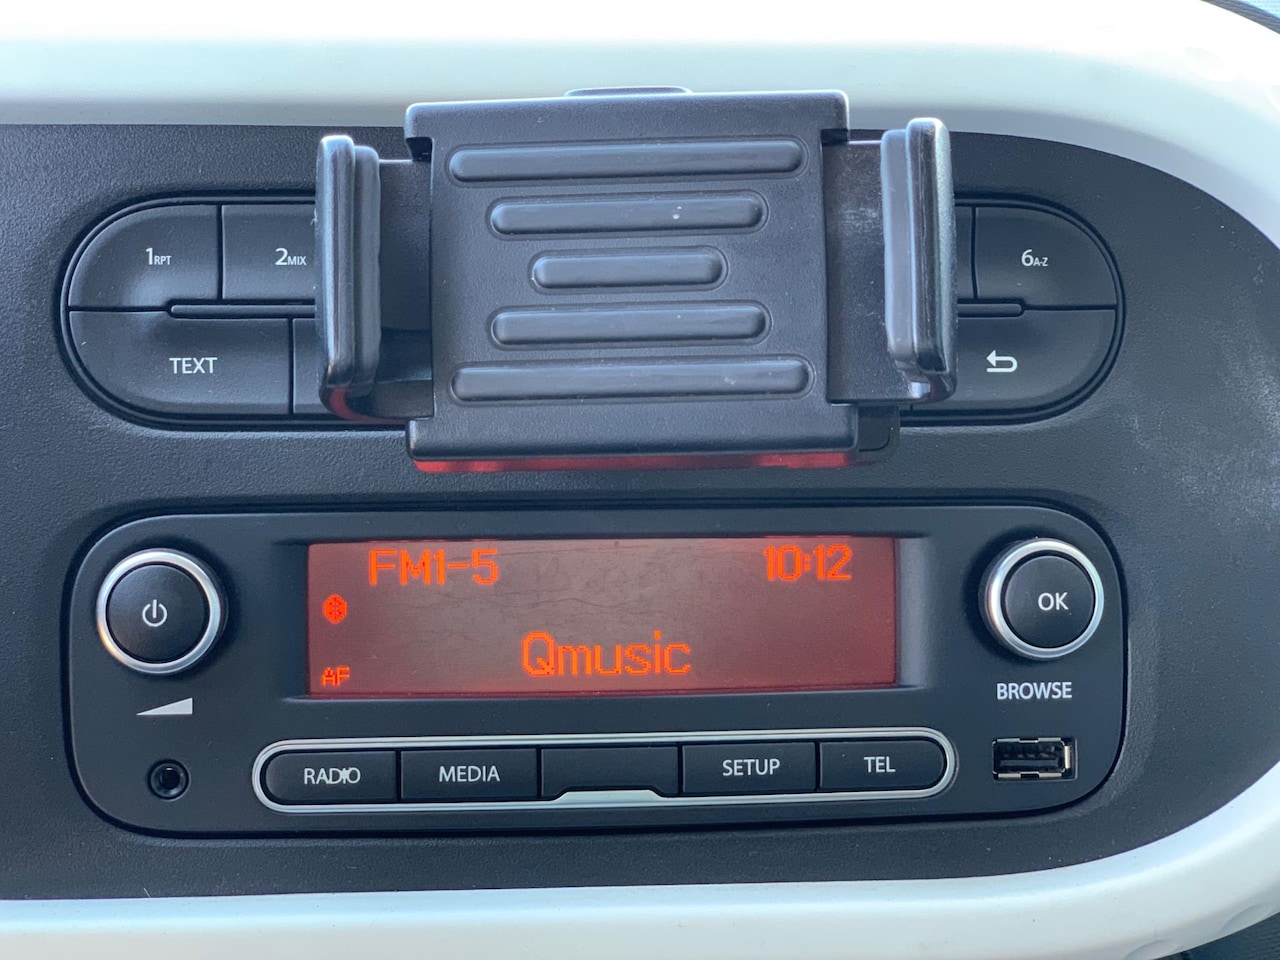 1RPT
2MIX
6A-Z
TEXT
FM1-5
10:12
AF
Qmusic
OK
BROWSE
RADIO
MEDIA
SETUP
TEL